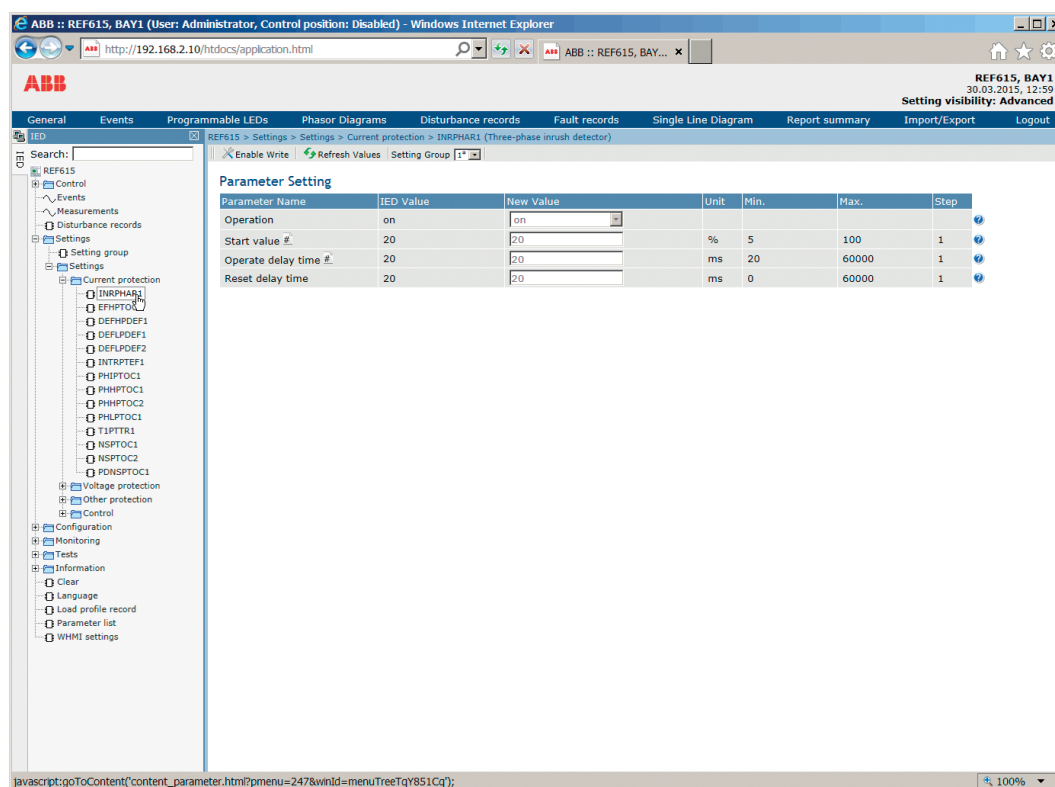 ABB :: REF615, BAY1 (User: Administrator, Control position: Disabled) - Windows Internet Explorer
http://192.168.2.10/htdocs/application.html
ABB :: REF615, BAY...
ABB
REF615, BAY1
30.03.2015, 12:59
Setting visibility: Advanced
General Events Programmable LEDs Phasor Diagrams Disturbance records Fault records Single Line Diagram Report summary Import/Export Logout
IED
REF615 > Settings > Settings > Current protection > INRPHAR1 (Three-phase inrush detector)
IED
Search:
Enable Write Refresh Values Setting Group 1*
REF615
Control
Events
Measurements
Disturbance records
Settings
Setting group
Settings
Current protection
INRPHAR1
EFHPTOC1
DEFHPDEF1
DEFLPDEF1
DEFLPDEF2
INTRPTEF1
PHIPTOC1
PHHPTOC1
PHHPTOC2
PHLPTOC1
T1PTTR1
NSPTOC1
NSPTOC2
PDNSPTOC1
Voltage protection
Other protection
Control
Configuration
Monitoring
Tests
Information
Clear
Language
Load profile record
Parameter list
WHMI settings
Parameter Setting
Parameter Name IED Value New Value Unit Min. Max. Step
Operation on on
Start value # 20 20 % 5 100 1
Operate delay time # 20 20 ms 20 60000 1
Reset delay time 20 20 ms 0 60000 1
javascript:goToContent('content_parameter.html?pmenu=247&winId=menuTreeTqY851Cq');
100%